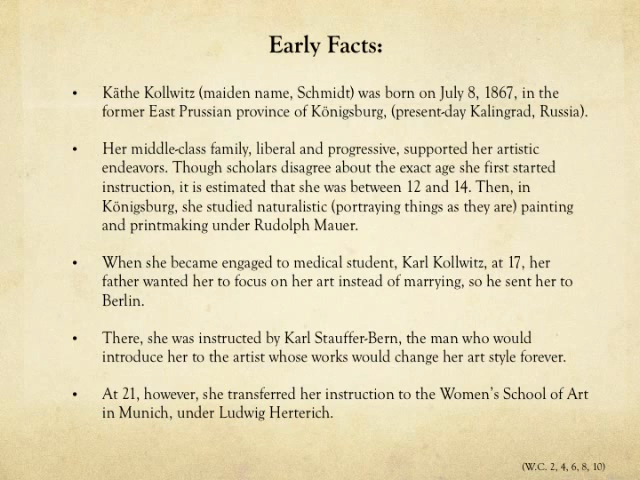 Early Facts:
• Käthe Kollwitz (maiden name, Schmidt) was born on July 8, 1867, in the
former East Prussian province of Königsburg, (present-day Kalingrad, Russia).
• Her middle-class family, liberal and progressive, supported her artistic
endeavors. Though scholars disagree about the exact age she first started
instruction, it is estimated that she was between 12 and 14. Then, in
Königsburg, she studied naturalistic (portraying things as they are) painting
and printmaking under Rudolph Mauer.
• When she became engaged to medical student, Karl Kollwitz, at 17, her
father wanted her to focus on her art instead of marrying, so he sent her to
Berlin.
• There, she was instructed by Karl Stauffer-Bern, the man who would
introduce her to the artist whose works would change her art style forever.
• At 21, however, she transferred her instruction to the Women's School of Art
in Munich, under Ludwig Herterich.
(W.C. 2, 4, 6, 8, 10)